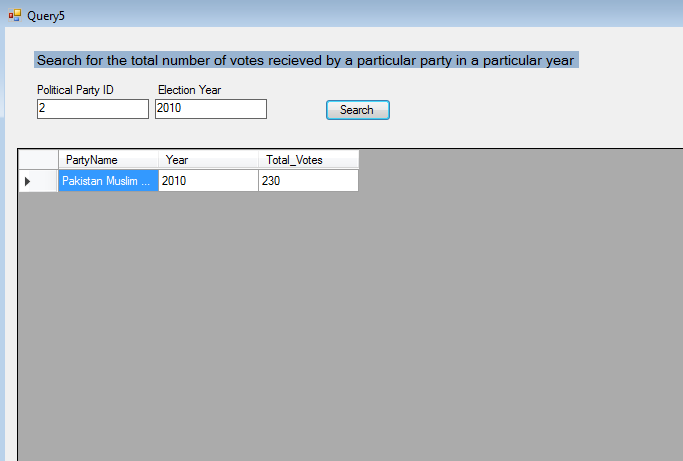 Query5
Search for the total number of votes recieved by a particular party in a particular year
Political Party ID Election Year
2 2010 Search
PartyName Year Total_Votes
Pakistan Muslim ... 2010 230